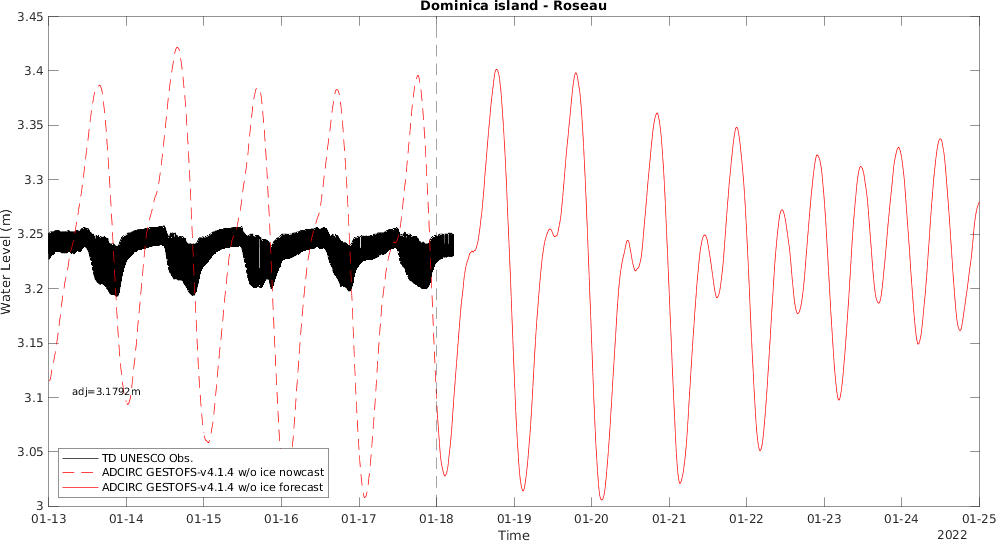 Dominica island - Roseau
3.45
3.4
3.35
3.3
3.25
3.2
3.15
3.1
3.05
3
Water Level (m)
adj=3.1792m
TD UNESCO Obs.
ADCIRC GESTOFS-v4.1.4 w/o ice nowcast
ADCIRC GESTOFS-v4.1.4 w/o ice forecast
01-13 01-14 01-15 01-16 01-17 01-18 01-19 01-20 01-21 01-22 01-23 01-24 01-25
Time
2022